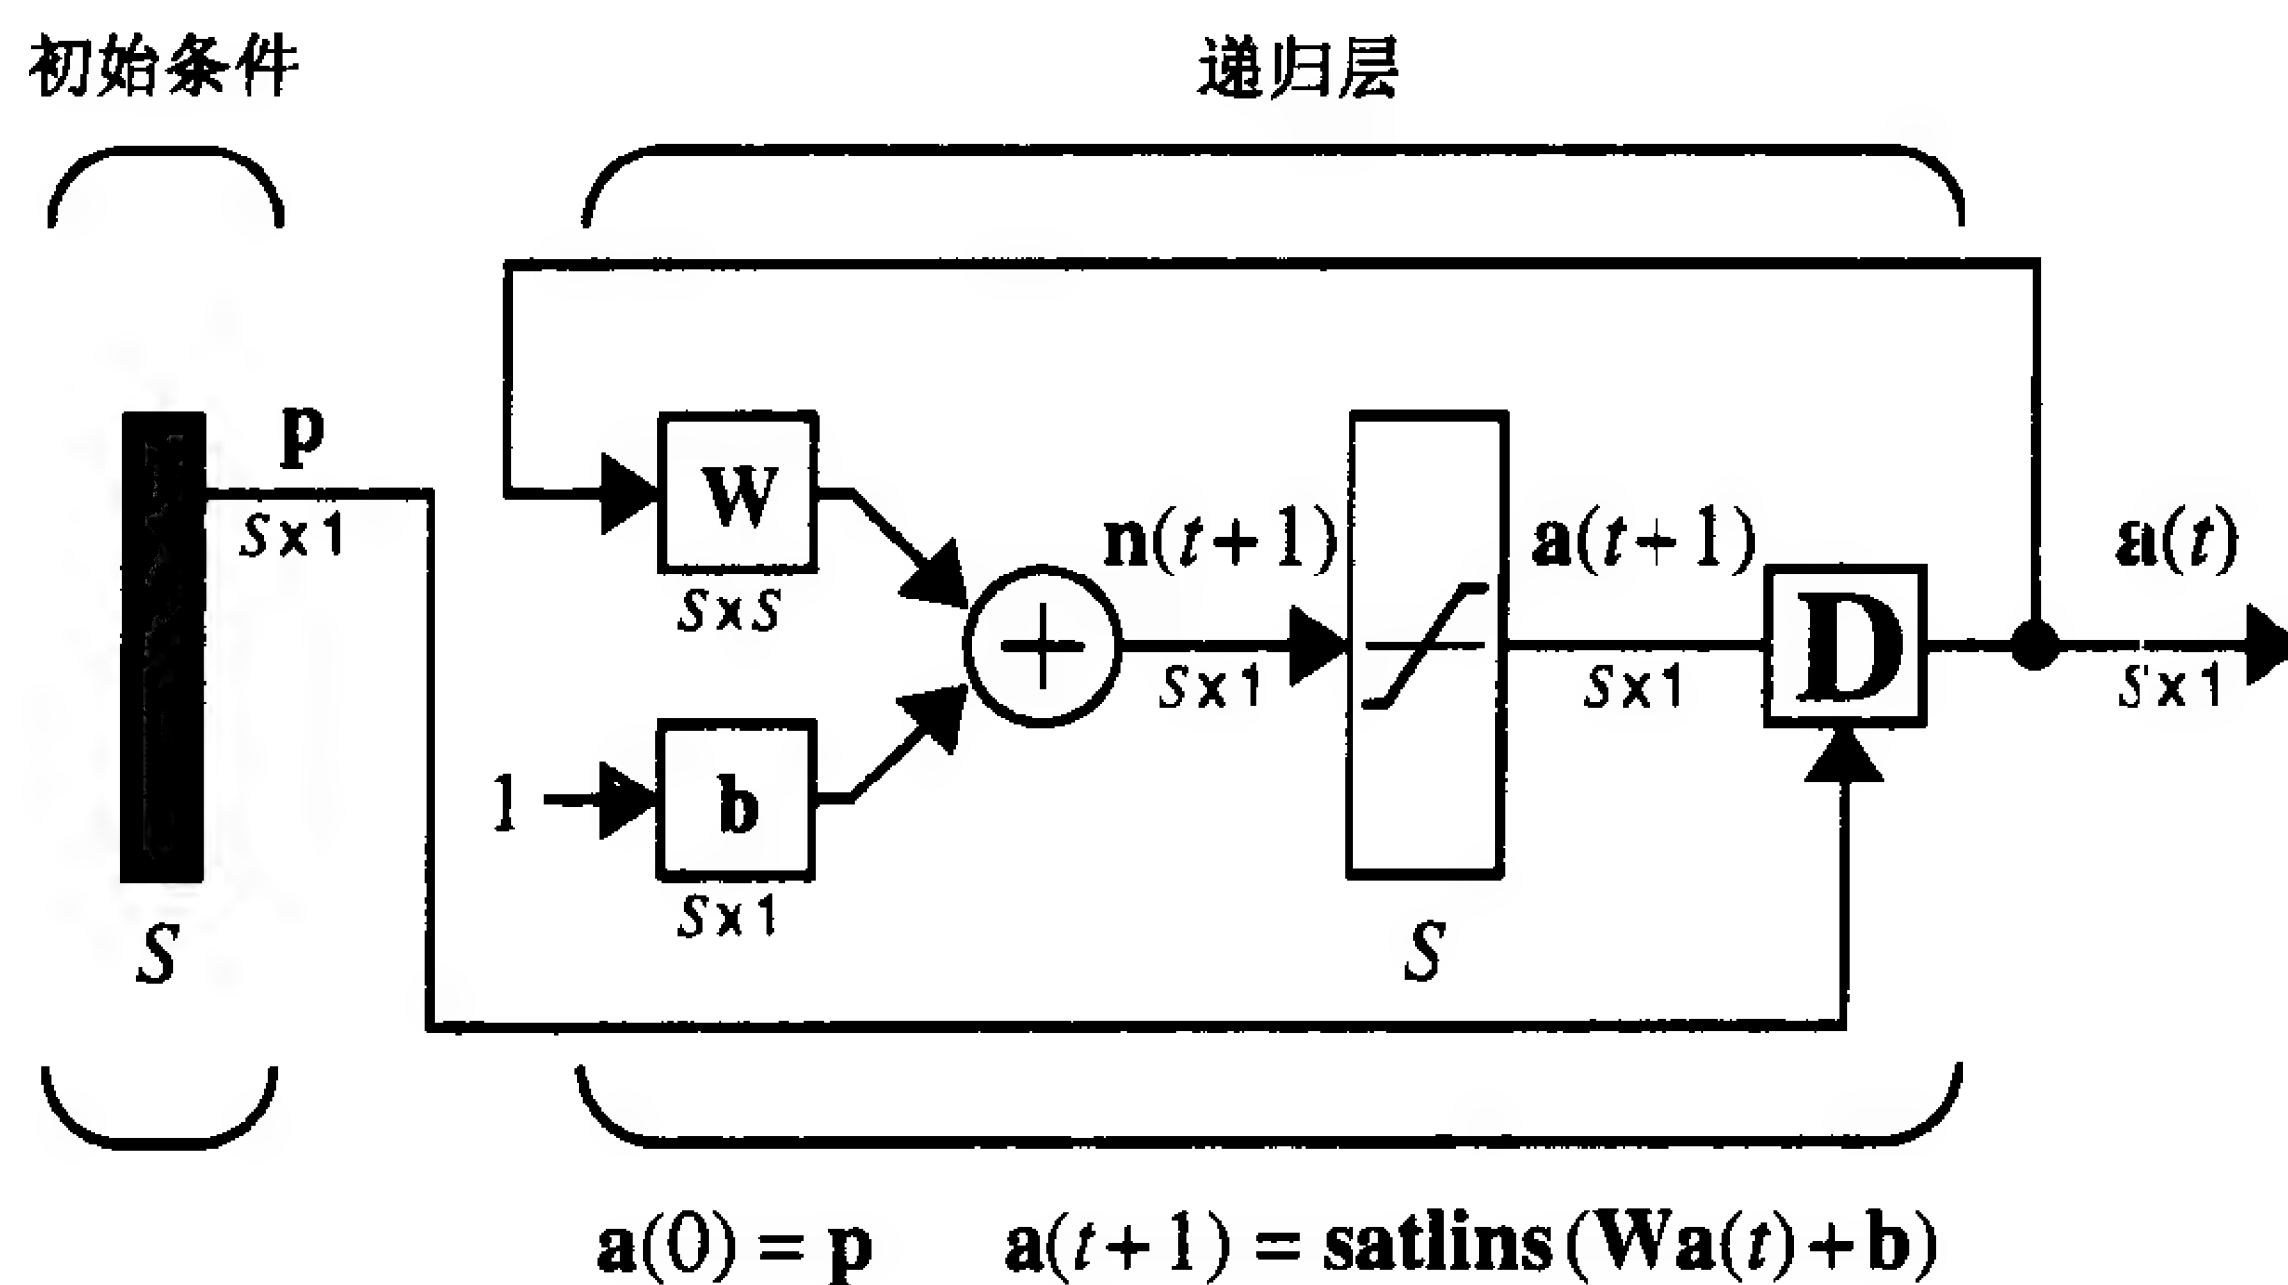 初始条件
递归层
p
S×1
W
S×S
n(t+1)
S×1
a(t+1)
S×1
D
a(t)
S×1
1
b
S×1
S
S
a(0) = p a(t+1) = satlins(Wa(t)+b)